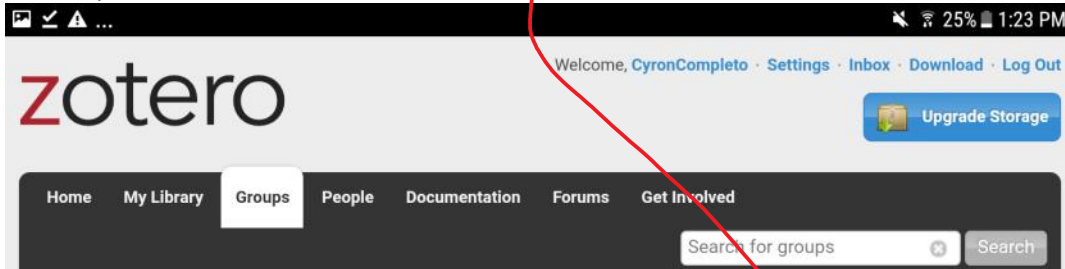 ... 25% 1:23 PM
zotero
Welcome, CyronCompleto · Settings · Inbox · Download · Log Out
Upgrade Storage
Home My Library Groups People Documentation Forums Get Involved
Search for groups Search